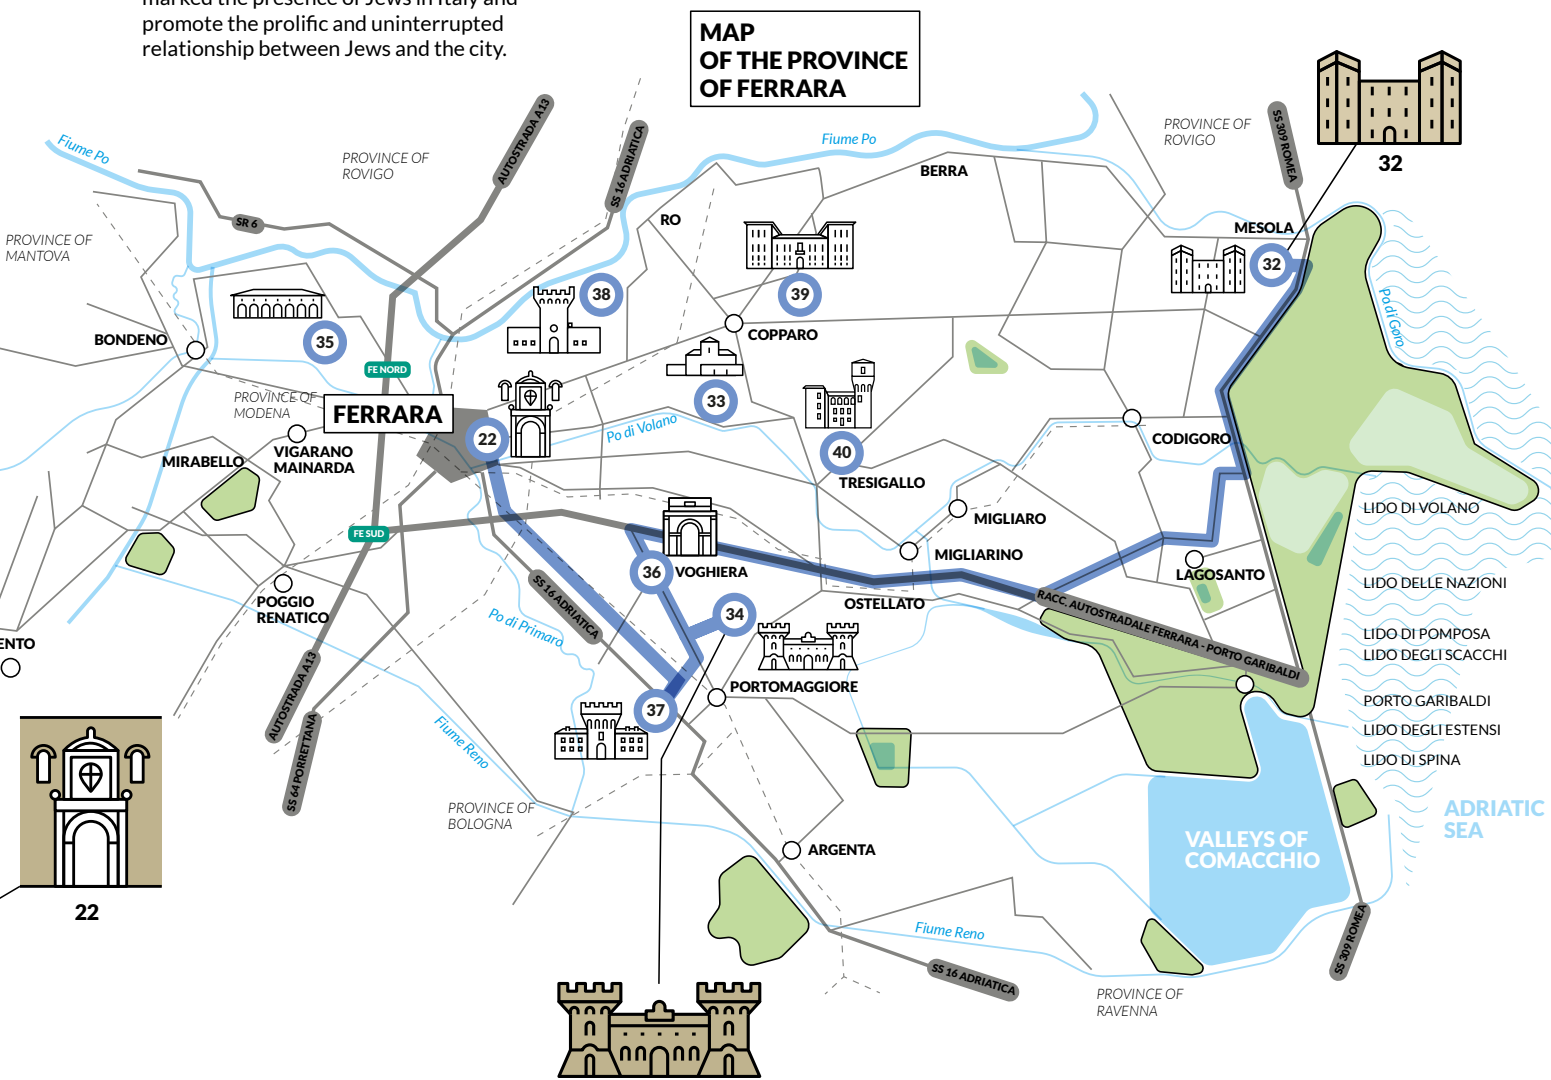 marked the presence of Jews in Italy and
promote the prolific and uninterrupted
relationship between Jews and the city.
MAP
OF THE PROVINCE
OF FERRARA
32
Fiume Po
PROVINCE OF
ROVIGO
AUTOSTRADA A13
SS 16 ADRIATICA
Fiume Po
BERRA
PROVINCE OF
ROVIGO
SS 309 ROMEA
SR 6
RO
MESOLA
PROVINCE OF
MANTOVA
32
38
39
Po di Goro
BONDENO
35
COPPARO
FE NORD
PROVINCE OF
MODENA
FERRARA
33
22
Po di Volano
40
CODIGORO
VIGARANO
MAINARDA
MIRABELLO
TRESIGALLO
LIDO DI VOLANO
MIGLIARO
FE SUD
MIGLIARINO
36
VOGHIERA
LAGOSANTO
LIDO DELLE NAZIONI
POGGIO
RENATICO
SS 16 ADRIATICA
OSTELLATO
RACC. AUTOSTRADALE FERRARA - PORTO GARIBALDI
34
Po di Primaro
ENTO
LIDO DI POMPOSA
LIDO DEGLI SCACCHI
AUTOSTRADA A13
PORTOMAGGIORE
37
PORTO GARIBALDI
LIDO DEGLI ESTENSI
LIDO DI SPINA
SS 64 PORRETTANA
Fiume Reno
PROVINCE OF
BOLOGNA
ADRIATIC
SEA
VALLEYS OF
COMACCHIO
ARGENTA
22
Fiume Reno
SS 309 ROMEA
SS 16 ADRIATICA
PROVINCE OF
RAVENNA